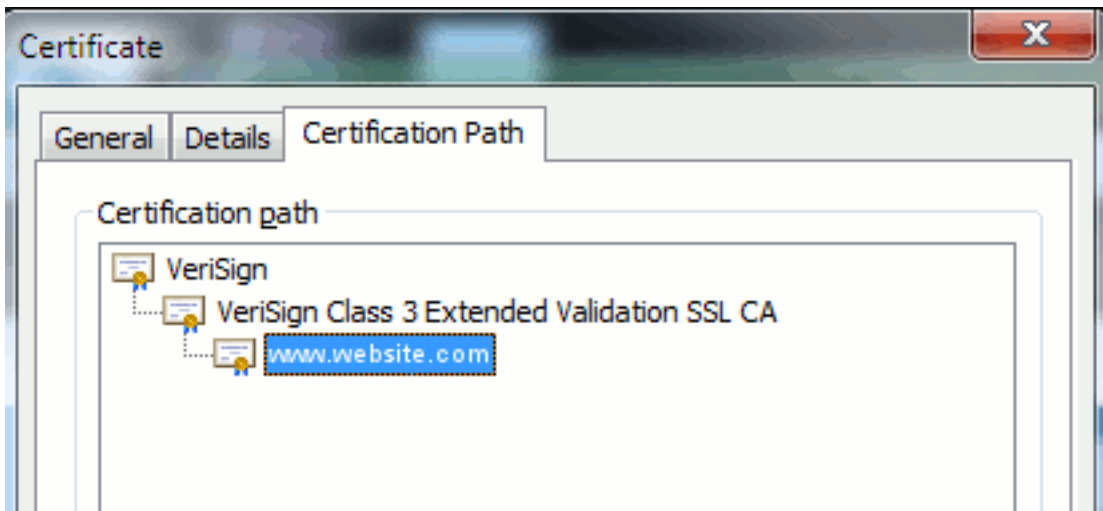 Certificate
General Details Certification Path
Certification path
VeriSign
VeriSign Class 3 Extended Validation SSL CA
www.website.com